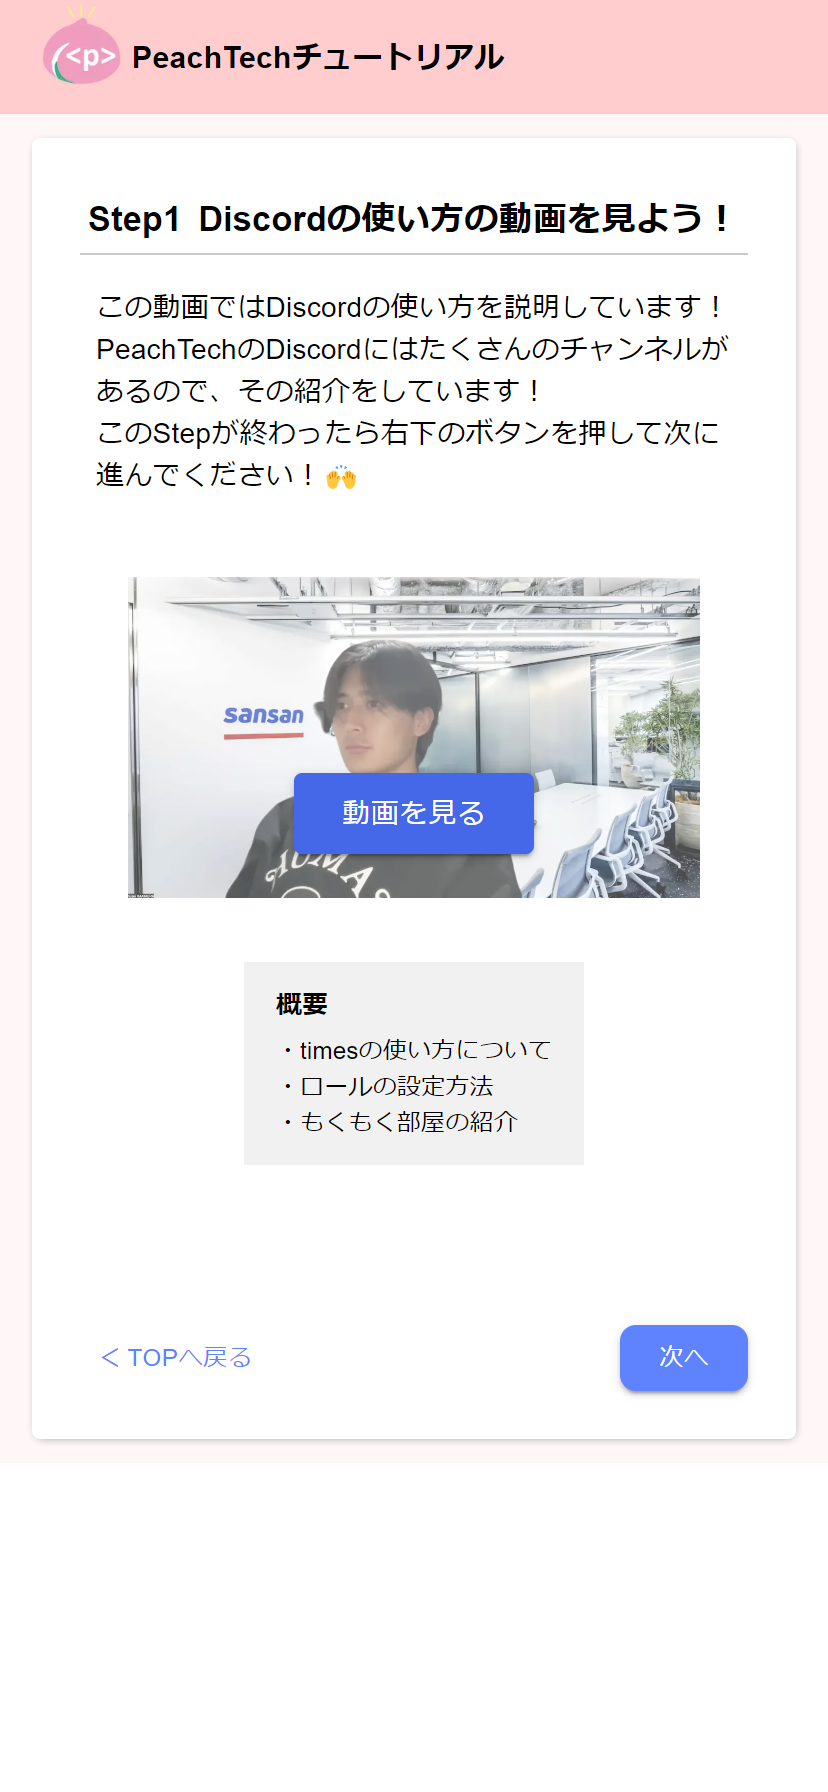 <p>
PeachTechチュートリアル
Step1 Discordの使い方の動画を見よう！
この動画ではDiscordの使い方を説明しています！
PeachTechのDiscordにはたくさんのチャンネルが
あるので、その紹介をしています！
このStepが終わったら右下のボタンを押して次に
進んでください！🙌
sansan
動画を見る
HUMA
概要
・timesの使い方について
・ロールの設定方法
・もくもく部屋の紹介
< TOPへ戻る
次へ